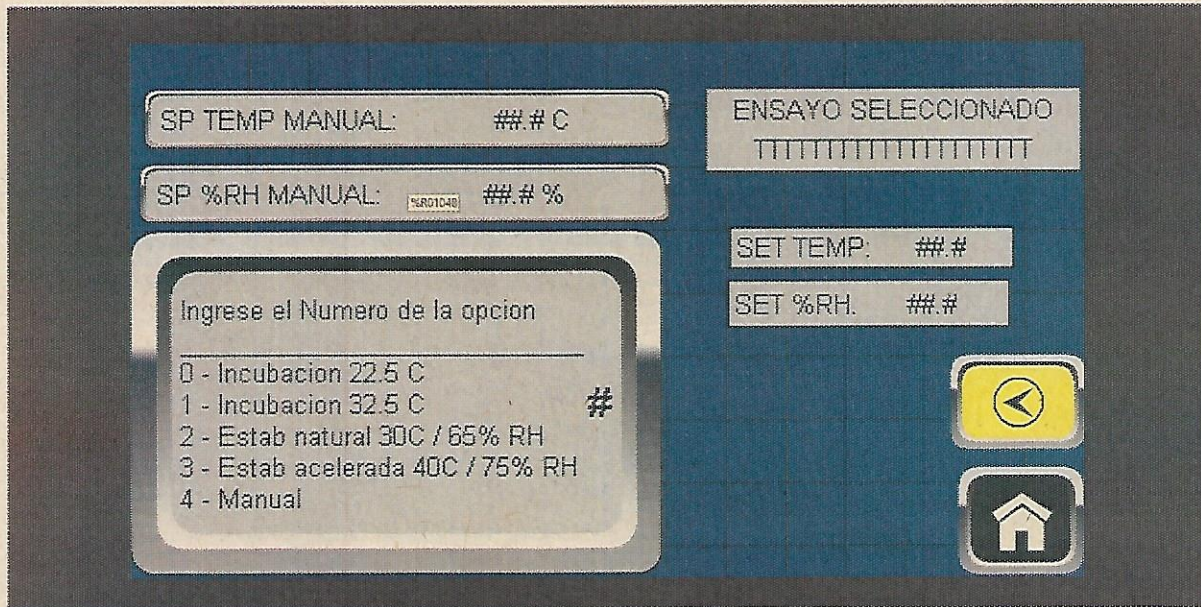 SP TEMP MANUAL: ##.# C
SP %RH MANUAL: %R01048 ##.# %
Ingrese el Numero de la opcion
0 - Incubacion 22.5 C
1 - Incubacion 32.5 C
#
2 - Estab natural 30C / 65% RH
3 - Estab acelerada 40C / 75% RH
4 - Manual
ENSAYO SELECCIONADO
TTTTTTTTTTTTTTTTTTTT
SET TEMP: ##.#
SET %RH. ##.#